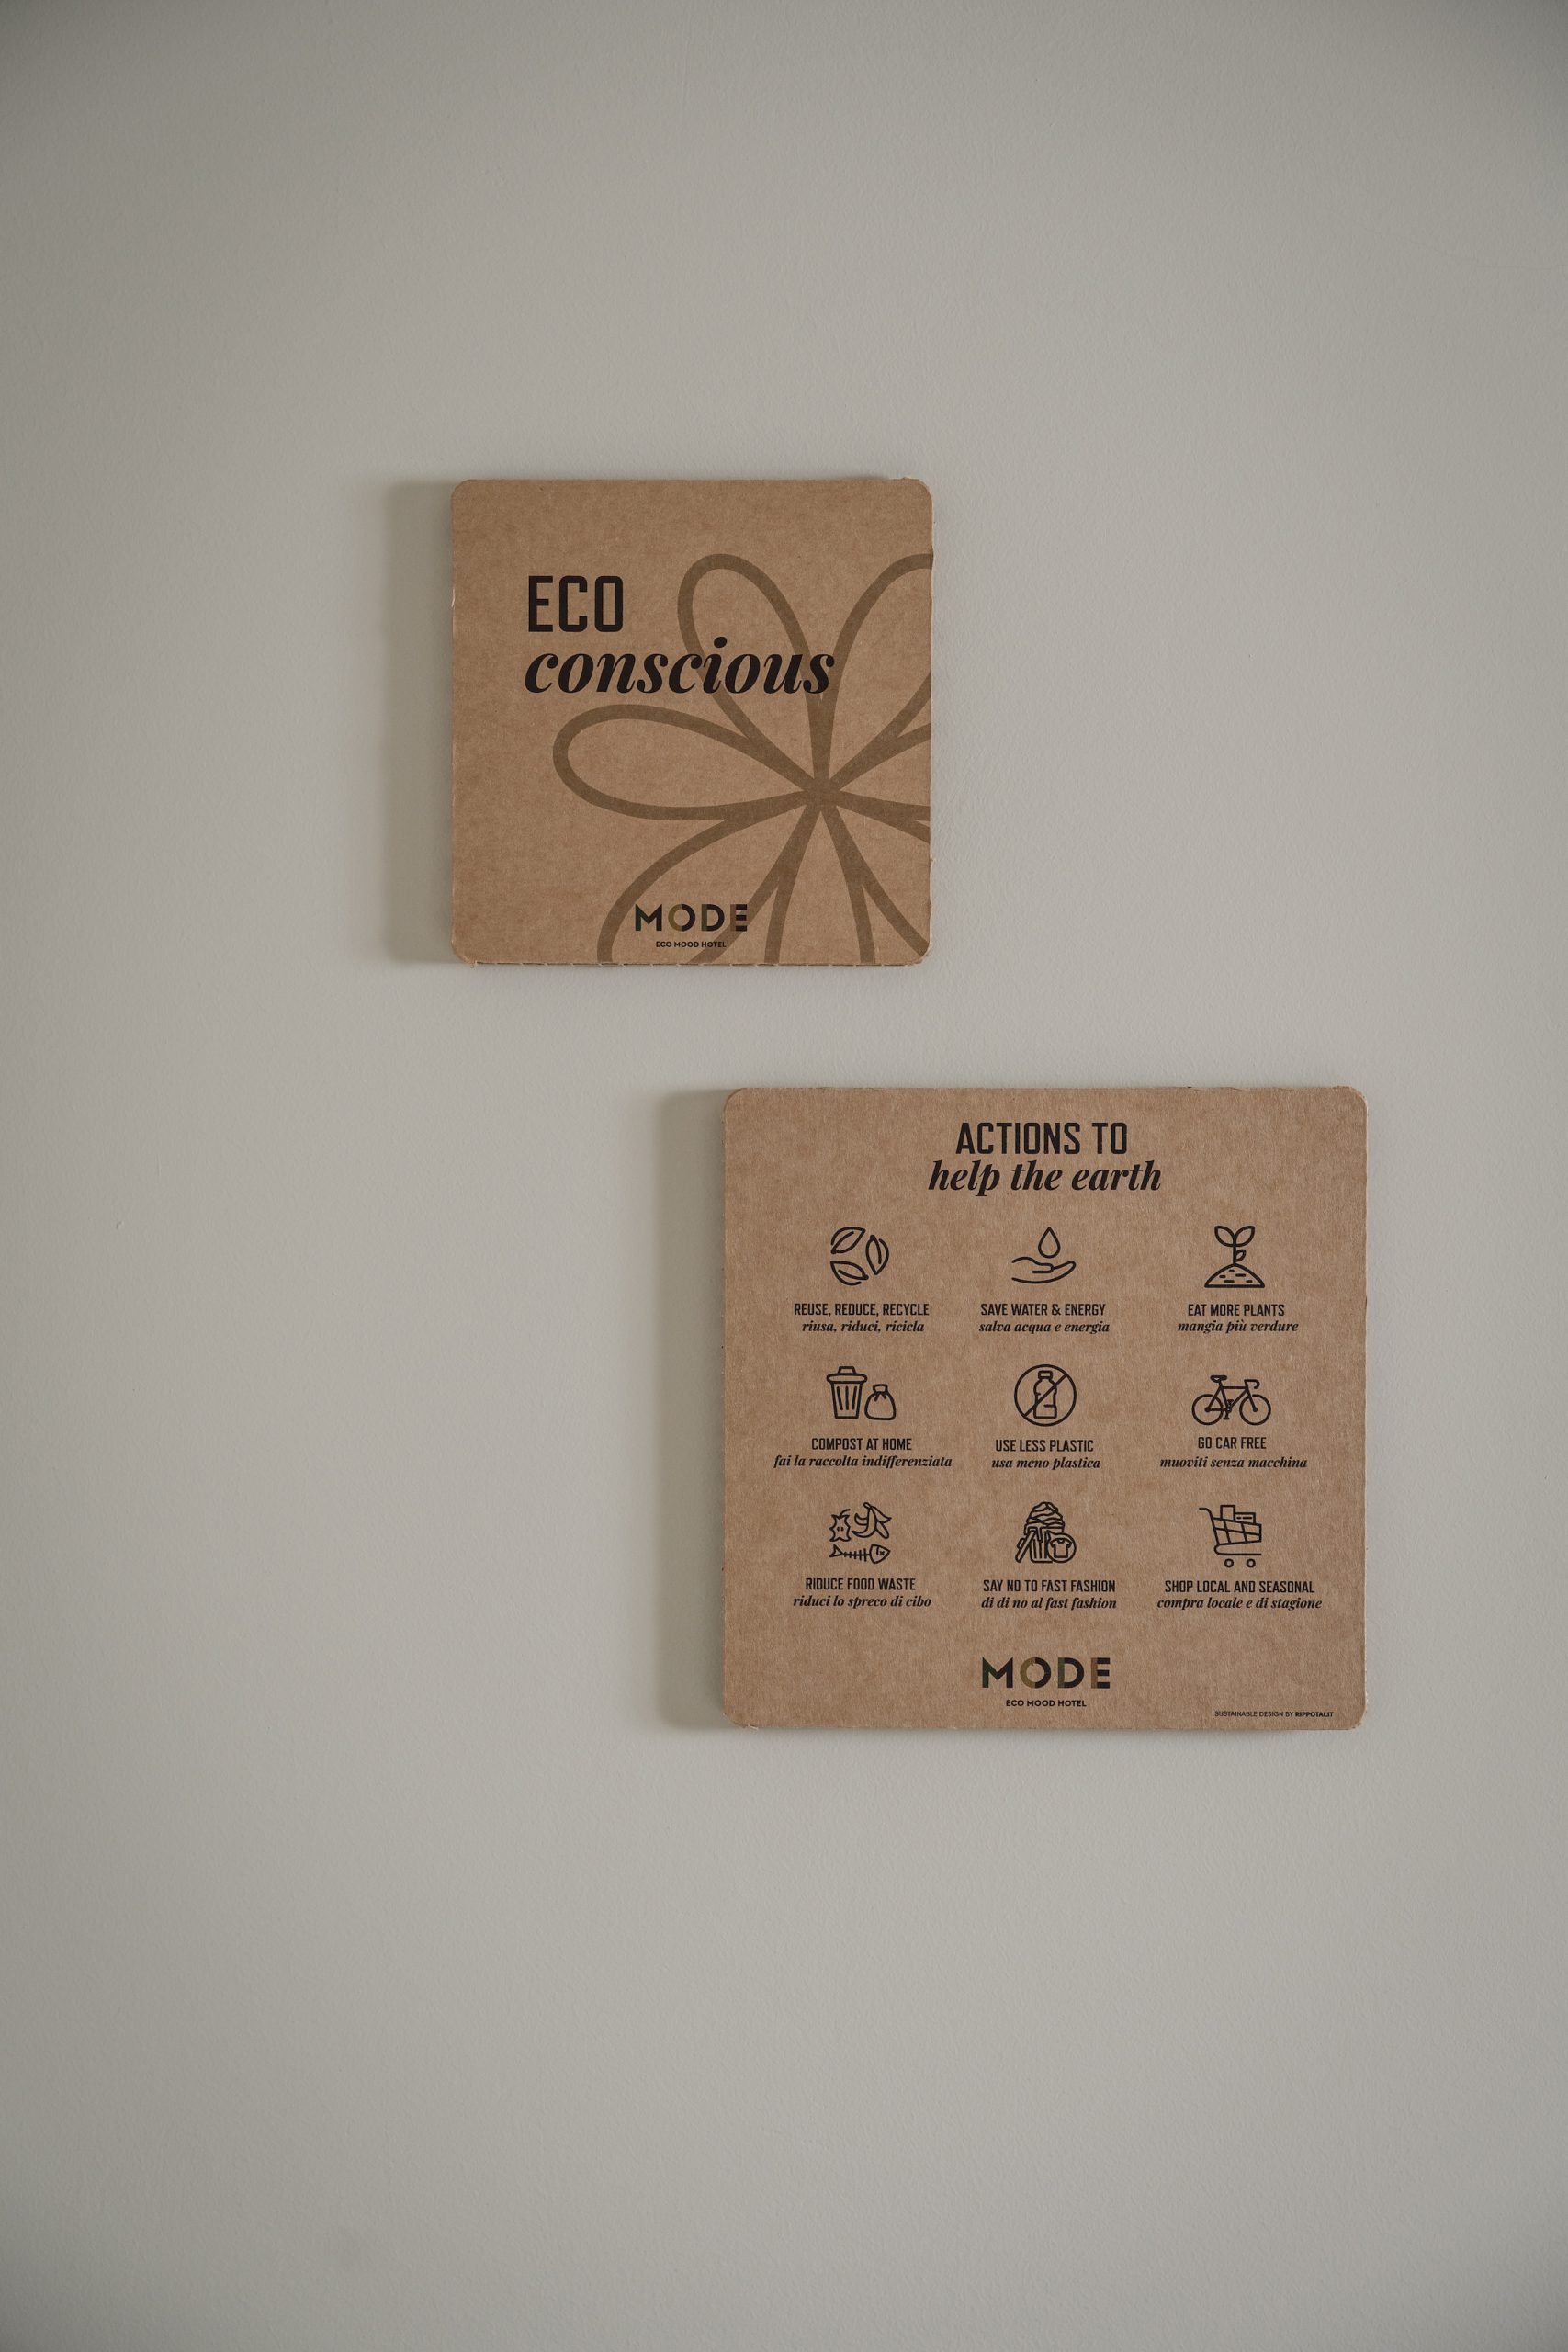 ECO
conscious
MODE
ECO MOOD HOTEL
ACTIONS TO
help the earth
REUSE, REDUCE, RECYCLE
riusa, riduci, ricicla
SAVE WATER & ENERGY
salva acqua e energia
EAT MORE PLANTS
mangia più verdure
COMPOST AT HOME
fai la raccolta indifferenziata
USE LESS PLASTIC
usa meno plastica
GO CAR FREE
muoviti senza macchina
RIDUCE FOOD WASTE
riduci lo spreco di cibo
SAY NO TO FAST FASHION
di di no al fast fashion
SHOP LOCAL AND SEASONAL
compra locale e di stagione
MODE
ECO MOOD HOTEL
SUSTAINABLE DESIGN BY RIPPOTALIT